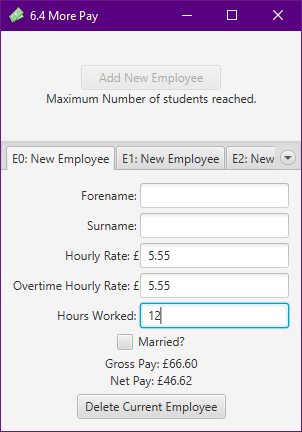 6.4 More Pay
Add New Employee
Maximum Number of students reached.
E0: New Employee
E1: New Employee
E2: New
Forename:
Surname:
Hourly Rate: £ 5.55
Overtime Hourly Rate: £ 5.55
Hours Worked: 12
Married?
Gross Pay: £66.60
Net Pay: £46.62
Delete Current Employee